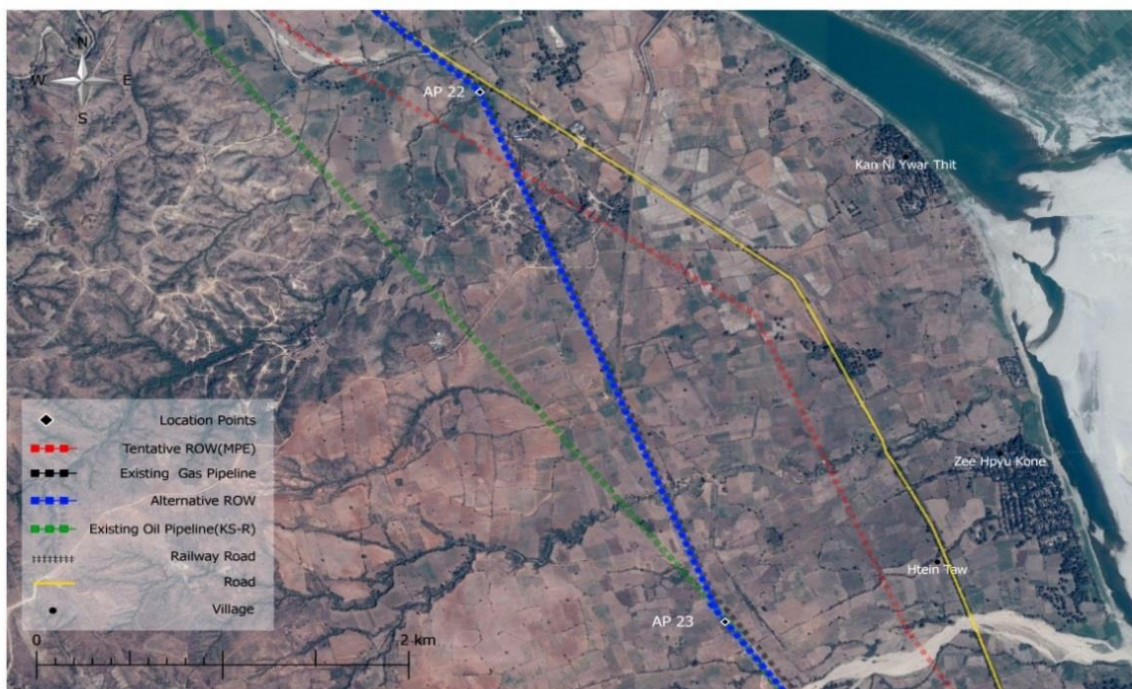 N
W E
S
AP 22
Kan Ni Ywar Thit
Zee Hpyu Kone
Htein Taw
AP 23
Location Points
Tentative ROW(MPE)
Existing Gas Pipeline
Alternative ROW
Existing Oil Pipeline(KS-R)
Railway Road
Road
Village
0 2 km